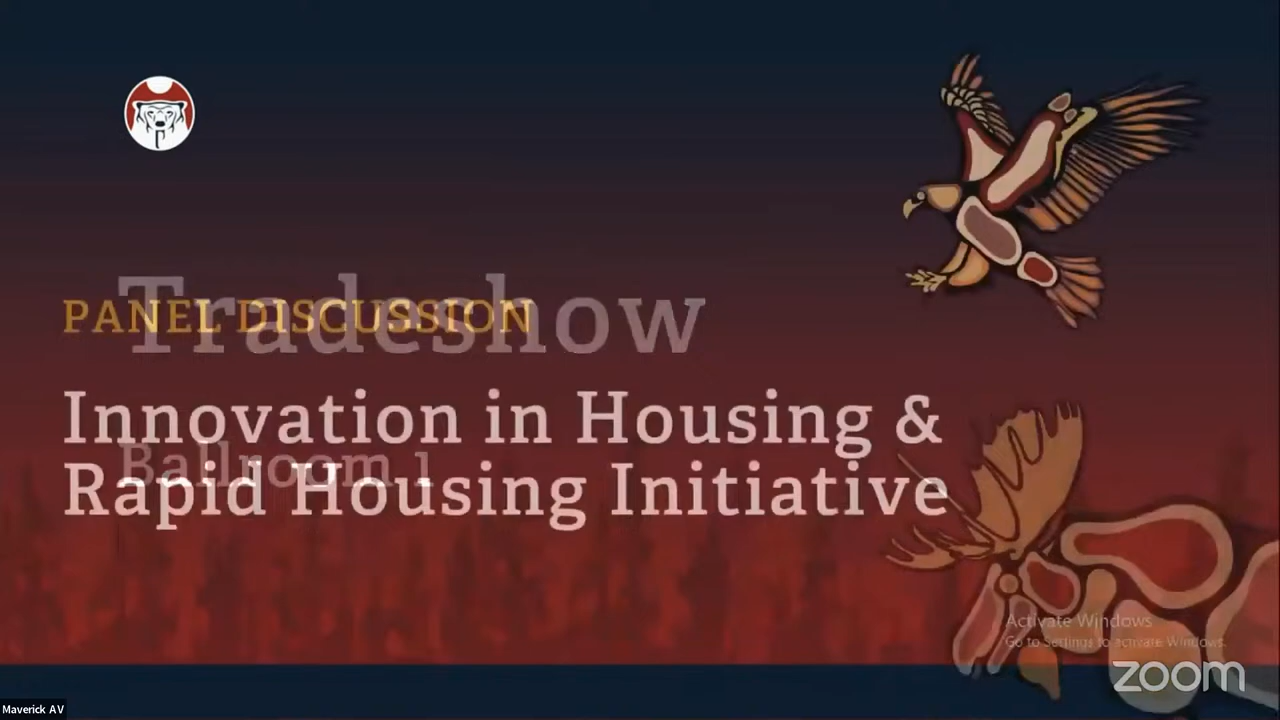 Tradeshow
PANEL DISCUSSION
Innovation in Housing &
Ballroom 1
Rapid Housing Initiative
Activate Windows
Go to Settings to activate Windows.
zoom
Maverick AV